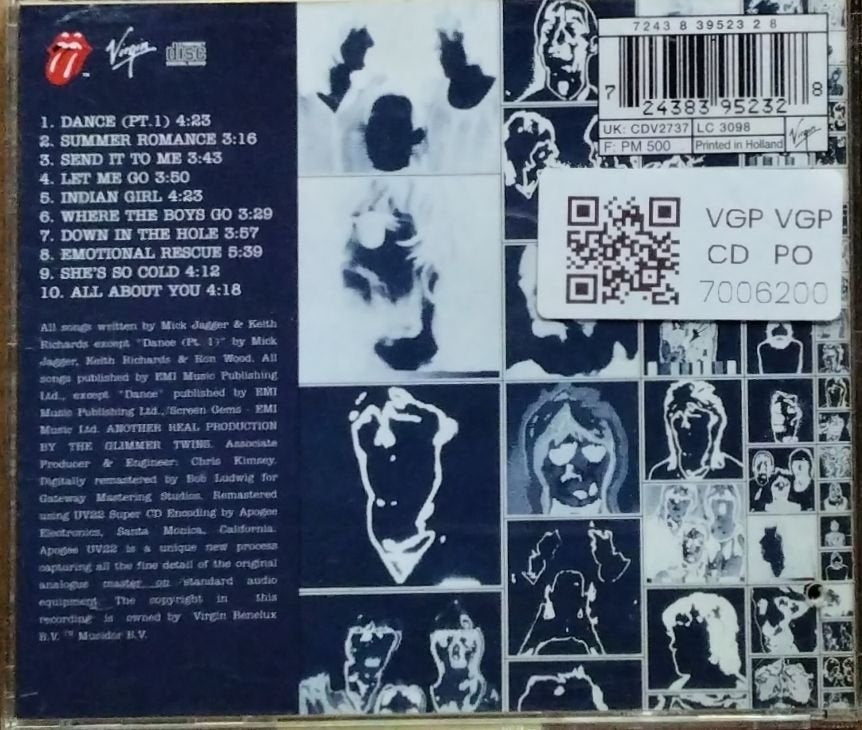 TM
Virgin
disc
DIGITAL AUDIO
1. DANCE (PT.1) 4:23
2. SUMMER ROMANCE 3:16
3. SEND IT TO ME 3:43
4. LET ME GO 3:50
5. INDIAN GIRL 4:23
6. WHERE THE BOYS GO 3:29
7. DOWN IN THE HOLE 3:57
8. EMOTIONAL RESCUE 5:39
9. SHE'S SO COLD 4:12
10. ALL ABOUT YOU 4:18
All songs written by Mick Jagger & Keith
Richards except "Dance (Pt. 1)" by Mick
Jagger, Keith Richards & Ron Wood. All
songs published by EMI Music Publishing
Ltd., except "Dance" published by EMI
Music Publishing Ltd., /Screen Gems - EMI
Music Ltd. ANOTHER REAL PRODUCTION
BY THE GLIMMER TWINS. Associate
Producer & Engineer: Chris Kimsey.
Digitally remastered by Bob Ludwig for
Gateway Mastering Studios. Remastered
using UV22 Super CD Encoding by Apogee
Electronics, Santa Monica, California.
Apogee UV22 is a unique new process
capturing all the fine detail of the original
analogue master on standard audio
equipment. The copyright in this
recording is owned by Virgin Benelux
B.V. ™ Musidor B.V.
7243 8 39523 2 8
7 24383 95232 8
UK: CDV2737 LC 3098
F: PM 500 Printed in Holland Virgin
VGP VGP
CD PO
7006200